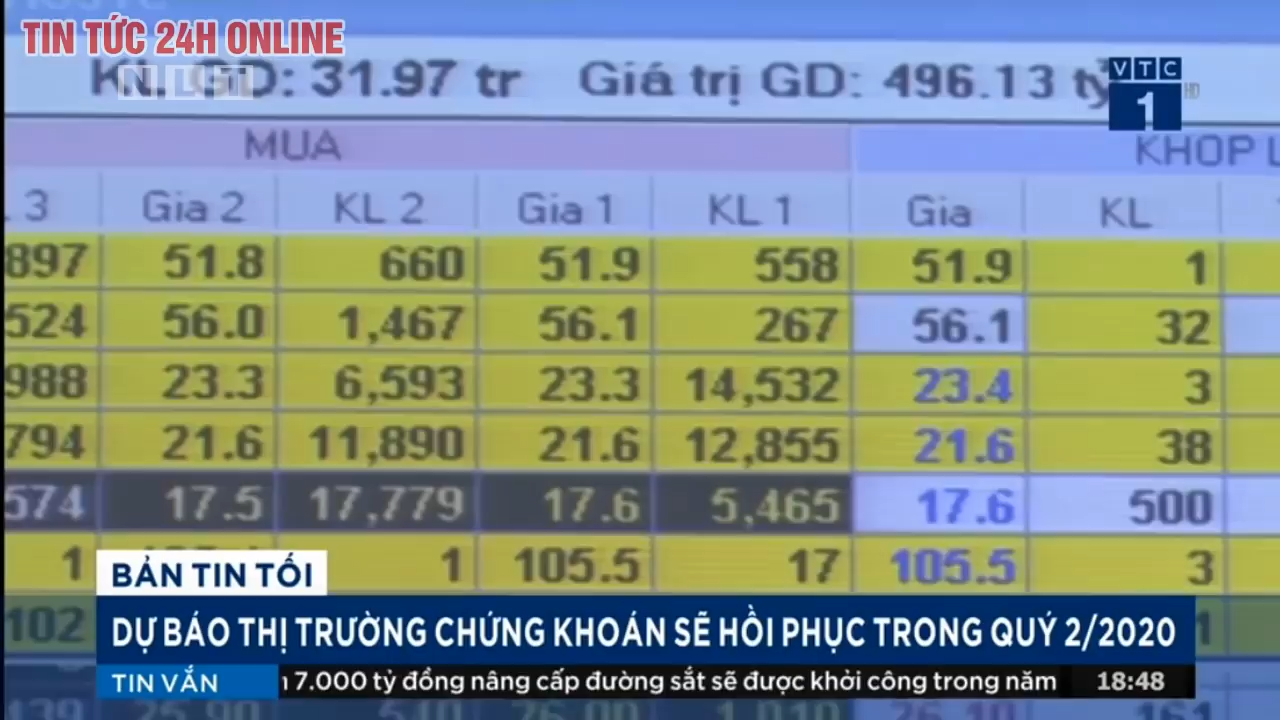 TIN TỨC 24H ONLINE
KL GD: 31.97 tr Giá trị GD: 496.13 tỷ
NLT
VTC
1 HD
MUA KHOP L
3 Gia 2 KL 2 Gia 1 KL 1 Gia KL
897 51.8 660 51.9 558 51.9 1
524 56.0 1,467 56.1 267 56.1 32
988 23.3 6,593 23.3 14,532 23.4 3
794 21.6 11,890 21.6 12,855 21.6 38
574 17.5 17,779 17.6 5,465 17.6 500
1 1 105.5 17 105.5 3
BẢN TIN TỐI
102 1
DỰ BÁO THỊ TRƯỜNG CHỨNG KHOÁN SẼ HỒI PHỤC TRONG QUÝ 2/2020
TIN VẮN 7.000 tỷ đồng nâng cấp đường sắt sẽ được khởi công trong năm 18:48